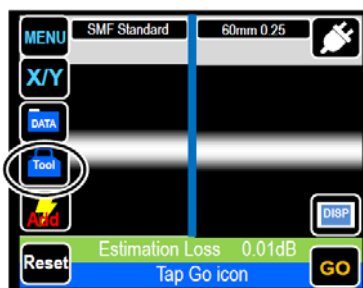 MENU
SMF Standard
60mm 0.25
X/Y
DATA
Tool
Add
DISP
Estimation Loss 0.01dB
Reset
Tap Go icon
GO